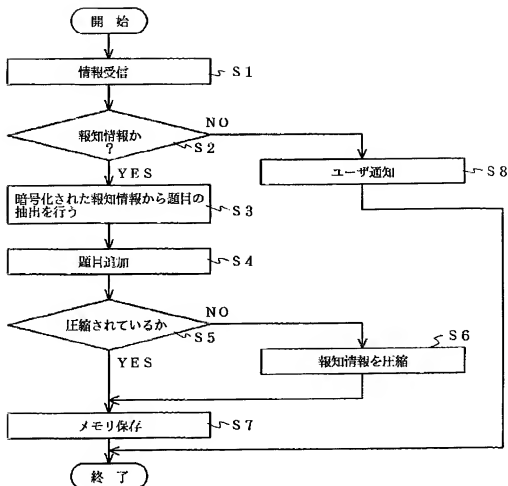 開 始
情報受信
S1
報知情報か
?
S2
NO
YES
ユーザ通知
S8
暗号化された報知情報から題目の
抽出を行う
S3
題目追加
S4
圧縮されているか
S5
NO
YES
S6
報知情報を圧縮
メモリ保存
S7
終 了